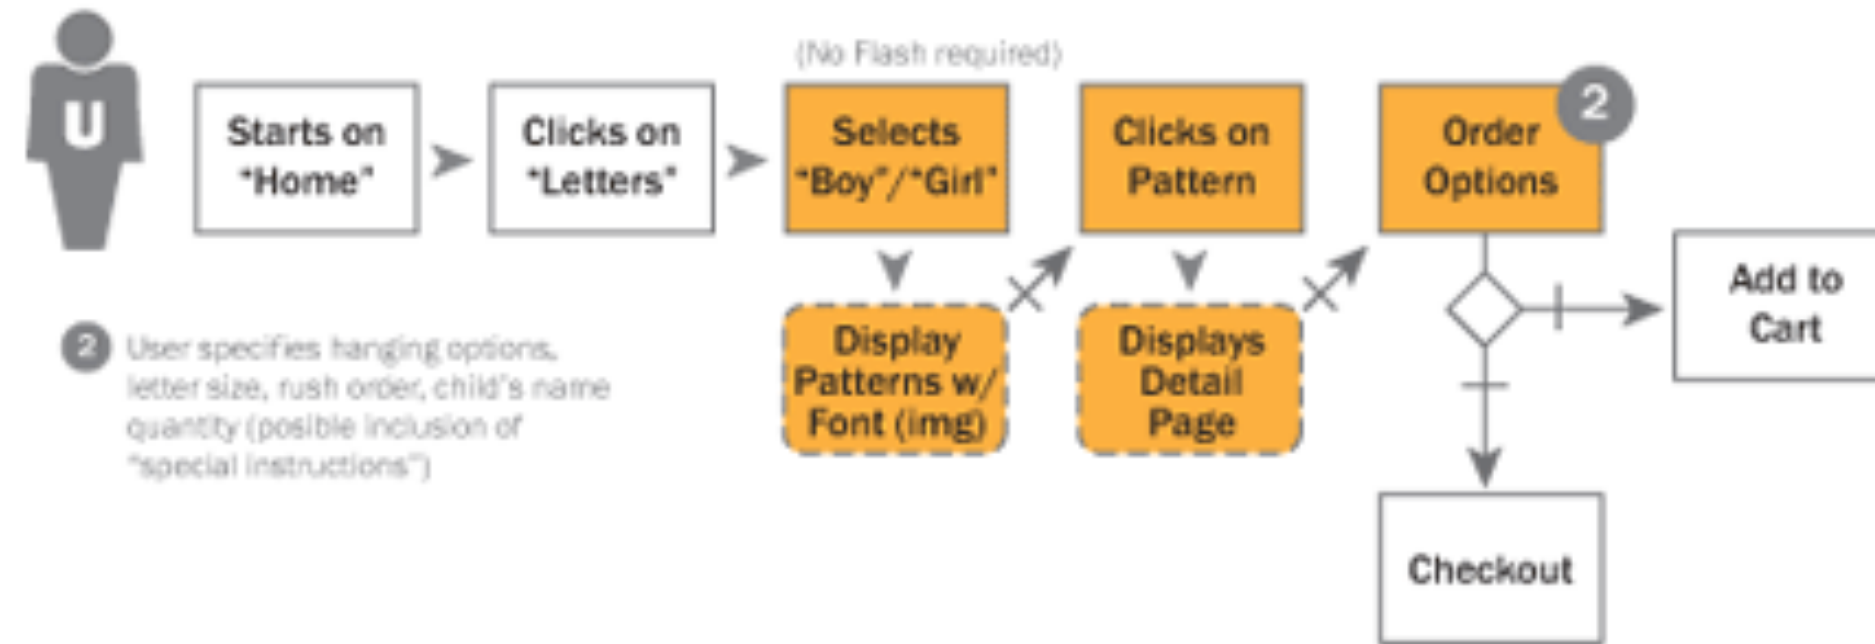 U
(No Flash required)
Starts on
"Home"
Clicks on
"Letters"
Selects
"Boy"/"Girl"
Clicks on
Pattern
Order
Options
2
Display
Patterns w/
Font (img)
Displays
Detail
Page
Add to
Cart
2 User specifies hanging options,
letter size, rush order, child's name
quantity (posible inclusion of
"special instructions")
Checkout